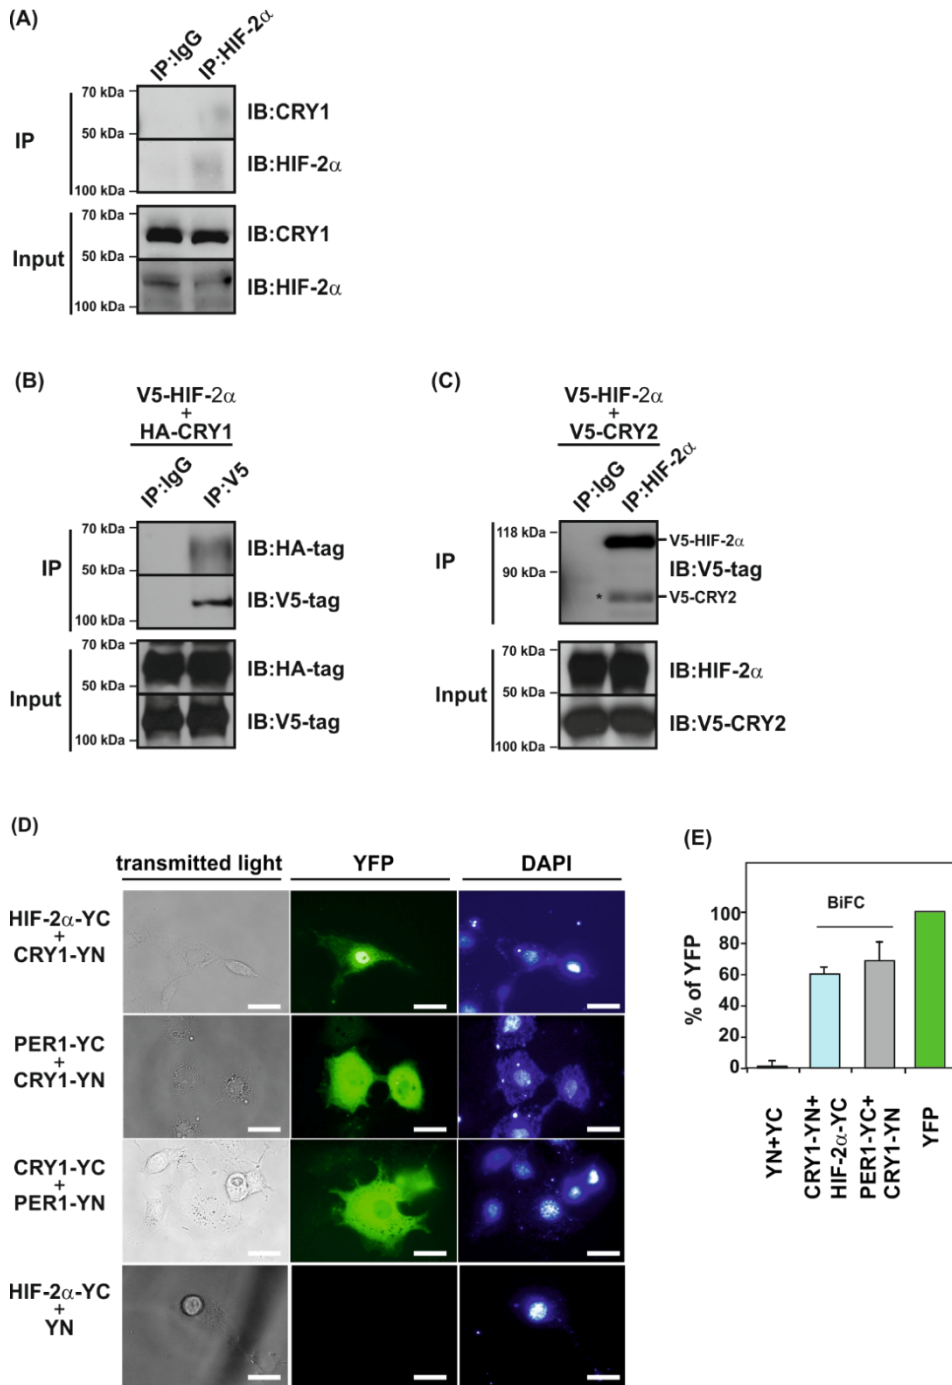 (A)
IP:IgG
IP:HIF-2α
70 kDa
IB:CRY1
IP
50 kDa
IB:HIF-2α
100 kDa
70 kDa
IB:CRY1
Input
50 kDa
IB:HIF-2α
100 kDa
(B)
V5-HIF-2α
+
HA-CRY1
IP:IgG
IP:V5
70 kDa
IB:HA-tag
IP
50 kDa
IB:V5-tag
100 kDa
70 kDa
IB:HA-tag
Input
50 kDa
IB:V5-tag
100 kDa
(C)
V5-HIF-2α
+
V5-CRY2
IP:IgG
IP:HIF-2α
118 kDa
V5-HIF-2α
IP
90 kDa
IB:V5-tag
*
V5-CRY2
70 kDa
IB:HIF-2α
Input
50 kDa
IB:V5-CRY2
100 kDa
(D)
transmitted light
YFP
DAPI
HIF-2α-YC
+
CRY1-YN
PER1-YC
+
CRY1-YN
CRY1-YC
+
PER1-YN
HIF-2α-YC
+
YN
(E)
BiFC
% of YFP
100
80
60
40
20
0
YN+YC
CRY1-YN+
HIF-2α-YC
PER1-YC+
CRY1-YN
YFP